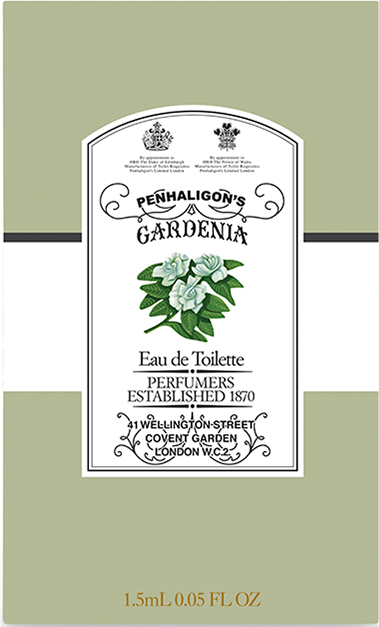 By appointment to
HRH The Duke of Edinburgh
Manufacturers of Toilet Requisites
Penhaligon's Limited London
By appointment to
HRH The Prince of Wales
Manufacturers of Toilet Requisites
Penhaligon's Limited London
PENHALIGON'S
GARDENIA
Eau de Toilette
PERFUMERS
ESTABLISHED 1870
41 WELLINGTON STREET
COVENT GARDEN
LONDON W.C.2
1.5mL 0.05 FL OZ